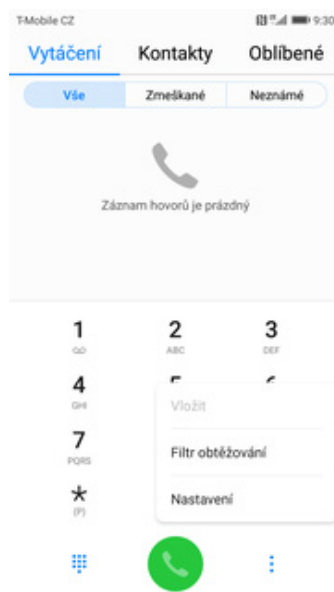 T-Mobile CZ 9:30
Vytáčení Kontakty Oblíbené
Vše Zmeškané Neznámé
Záznam hovorů je prázdný
1 2 3
ABC DEF
4
GHI
Vložit
7
PQRS
Filtr obtěžování
*
(P)
Nastavení